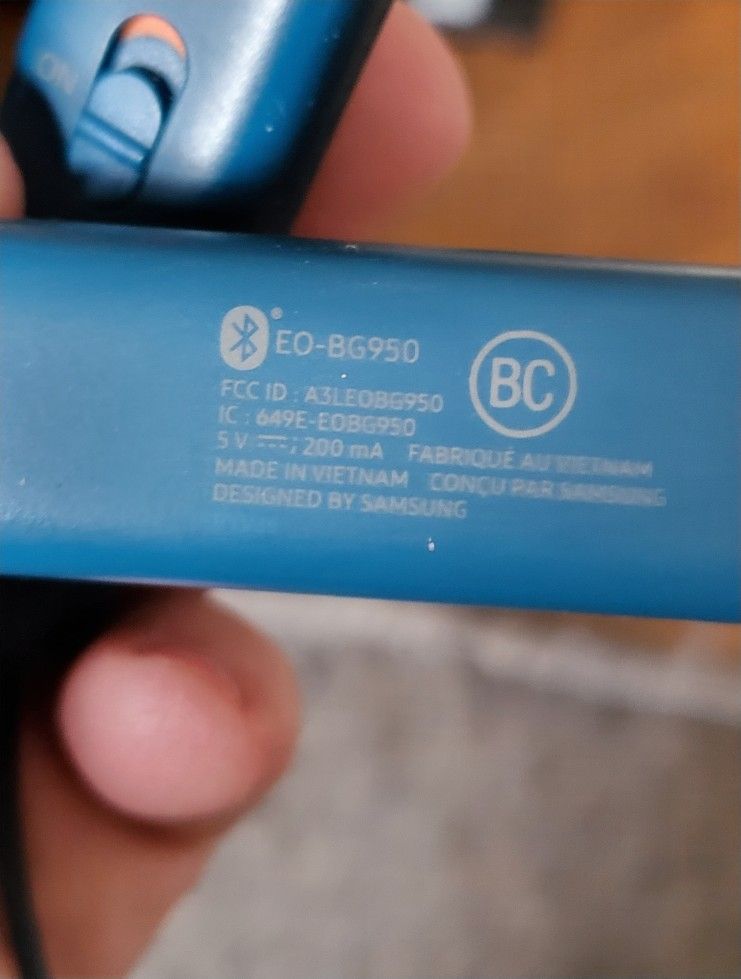 ON
EO-BG950
BC
FCC ID : A3LEOBG950
IC : 649E-EOBG950
5 V ⎓; 200 mA FABRIQUÉ AU VIETNAM
MADE IN VIETNAM CONÇU PAR SAMSUNG
DESIGNED BY SAMSUNG